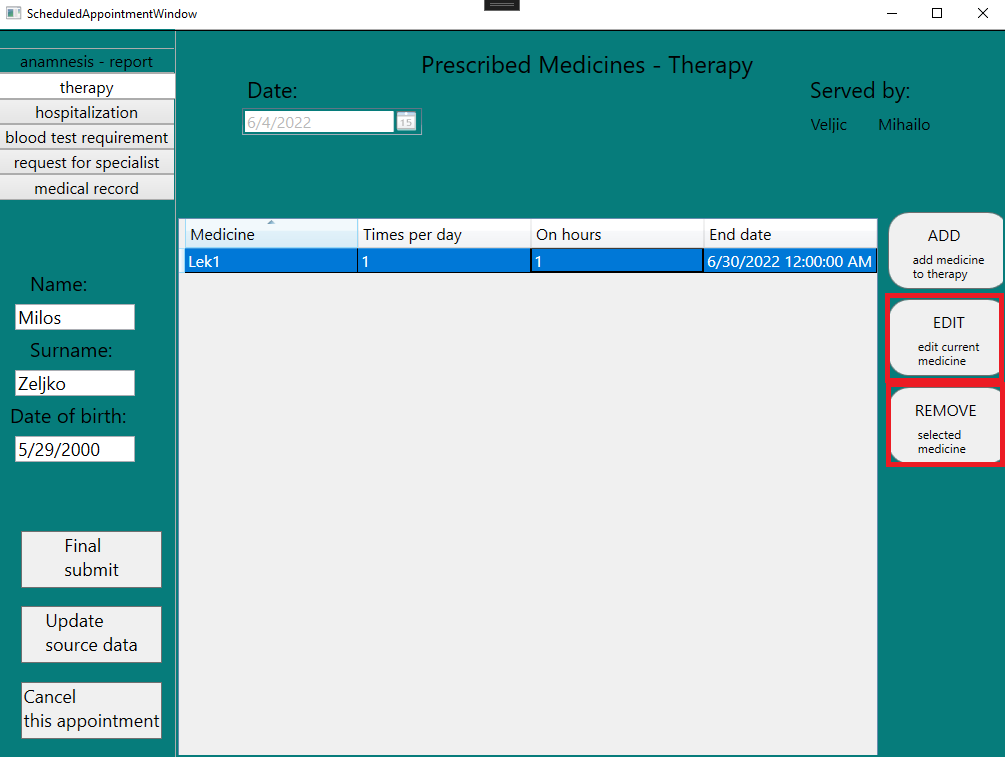 ScheduledAppointmentWindow
anamnesis - report
therapy
hospitalization
blood test requirement
request for specialist
medical record
Prescribed Medicines - Therapy
Date:
6/4/2022
15
Served by:
Veljic Mihailo
Medicine Times per day On hours End date
Lek1 1 1 6/30/2022 12:00:00 AM
ADD
add medicine
to therapy
EDIT
edit current
medicine
REMOVE
selected
medicine
Name:
Milos
Surname:
Zeljko
Date of birth:
5/29/2000
Final
submit
Update
source data
Cancel
this appointment